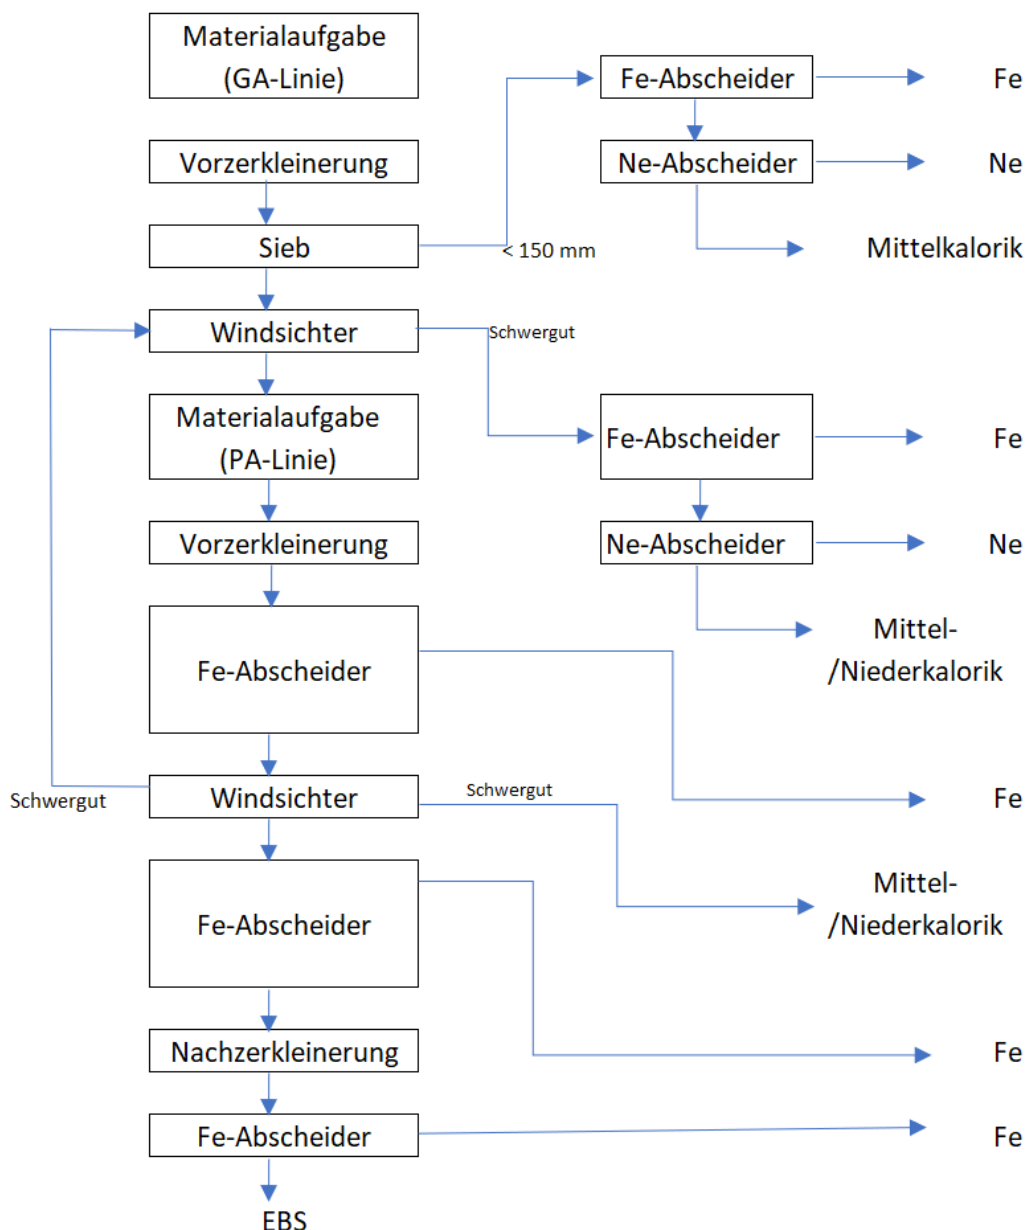 Materialaufgabe
(GA-Linie)
Fe-Abscheider
Fe
Vorzerkleinerung
Ne-Abscheider
Ne
Sieb
< 150 mm
Mittelkalorik
Windsichter
Schwergut
Materialaufgabe
(PA-Linie)
Fe-Abscheider
Fe
Vorzerkleinerung
Ne-Abscheider
Ne
Mittel-
/Niederkalorik
Fe-Abscheider
Fe
Schwergut
Windsichter
Schwergut
Mittel-
/Niederkalorik
Fe-Abscheider
Nachzerkleinerung
Fe
Fe-Abscheider
Fe
EBS